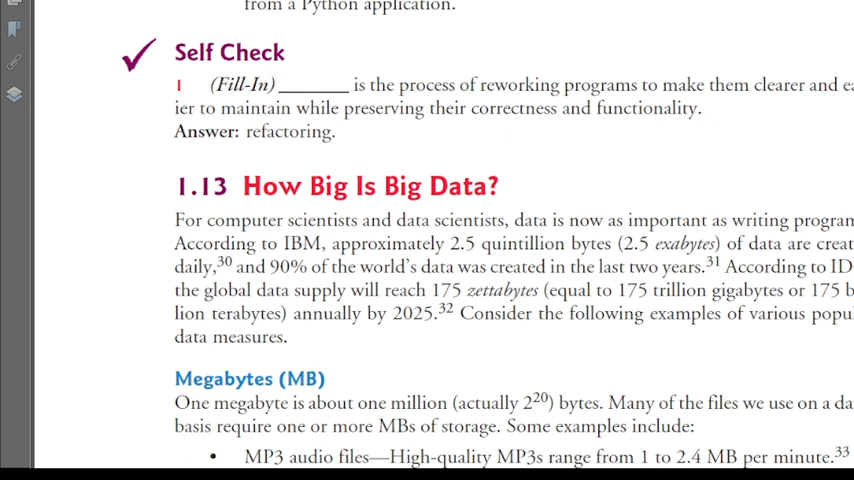 from a Python application.
Self Check
1 (Fill-In) _______ is the process of reworking programs to make them clearer and ea
ier to maintain while preserving their correctness and functionality.
Answer: refactoring.
1.13 How Big Is Big Data?
For computer scientists and data scientists, data is now as important as writing program
According to IBM, approximately 2.5 quintillion bytes (2.5 exabytes) of data are creat
daily,30 and 90% of the world’s data was created in the last two years.31 According to ID
the global data supply will reach 175 zettabytes (equal to 175 trillion gigabytes or 175 b
lion terabytes) annually by 2025.32 Consider the following examples of various popu
data measures.
Megabytes (MB)
One megabyte is about one million (actually 2^20) bytes. Many of the files we use on a da
basis require one or more MBs of storage. Some examples include:
• MP3 audio files—High-quality MP3s range from 1 to 2.4 MB per minute.33